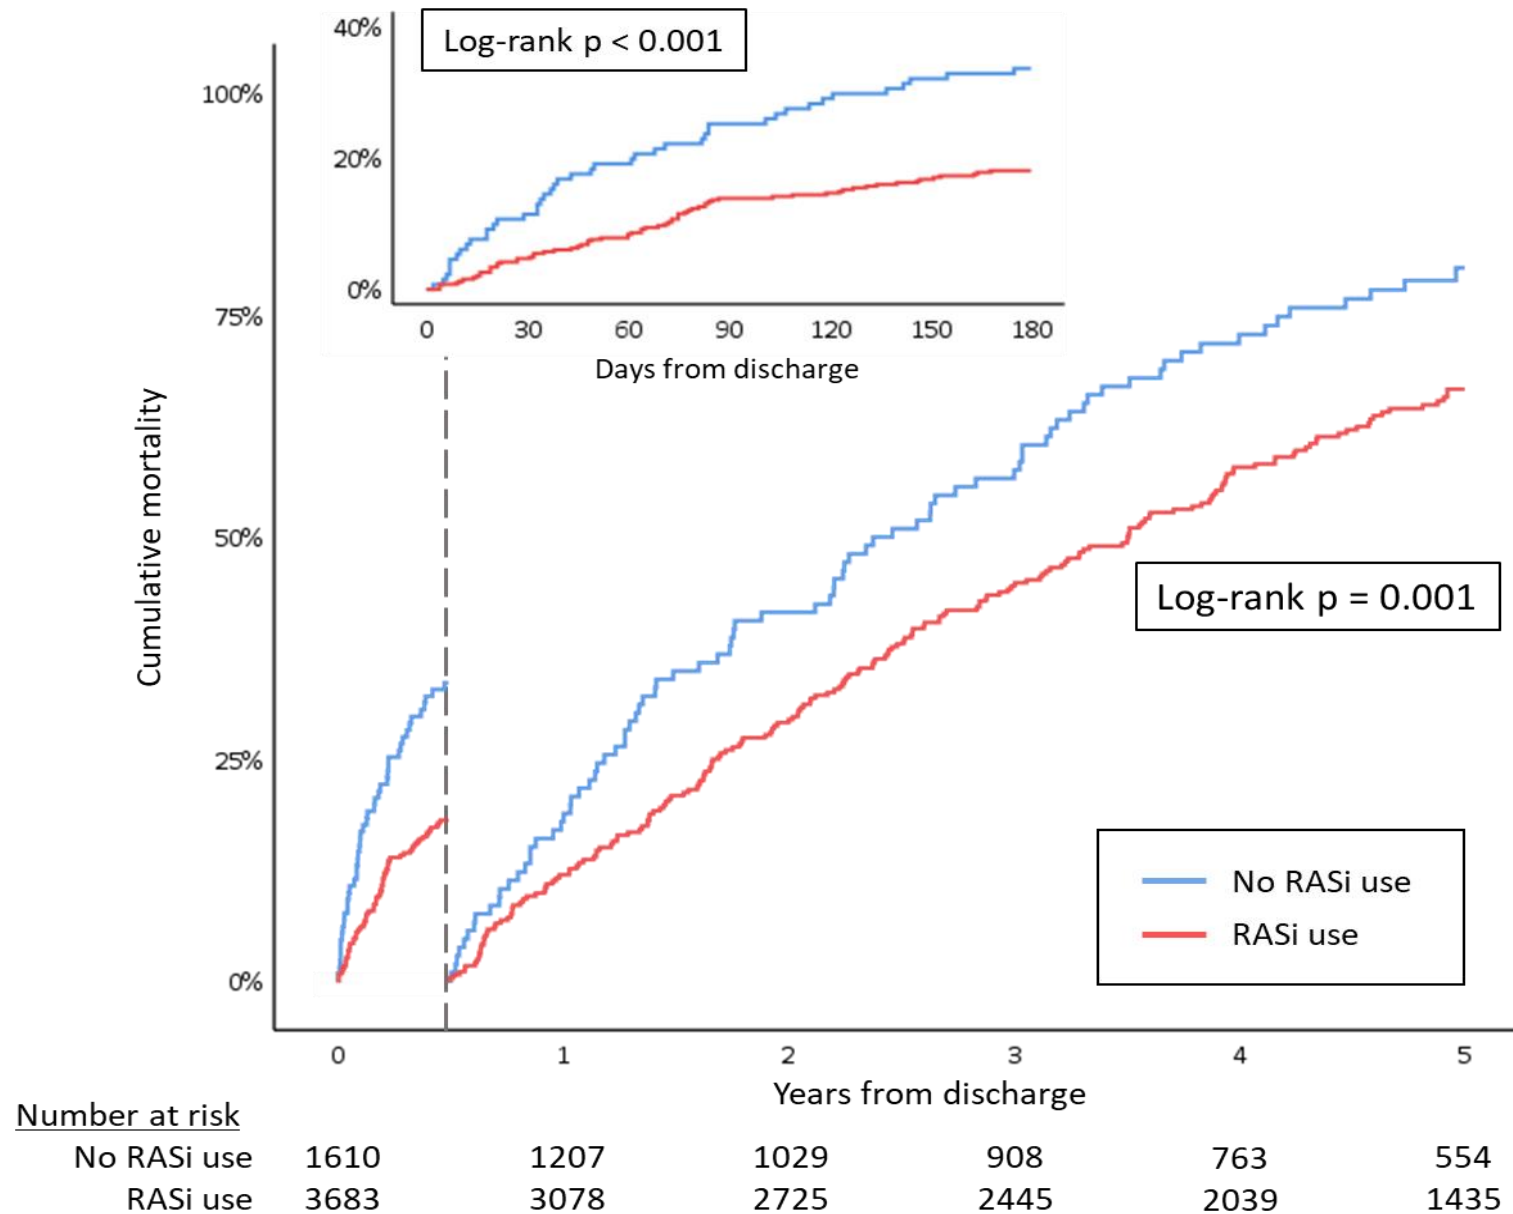 40%
Log-rank p < 0.001
20%
0%
0 30 60 90 120 150 180
Days from discharge
100%
75%
50%
25%
0%
Cumulative mortality
Log-rank p = 0.001
No RASi use
RASi use
0 1 2 3 4 5
Years from discharge
Number at risk
No RASi use 1610 1207 1029 908 763 554
RASi use 3683 3078 2725 2445 2039 1435